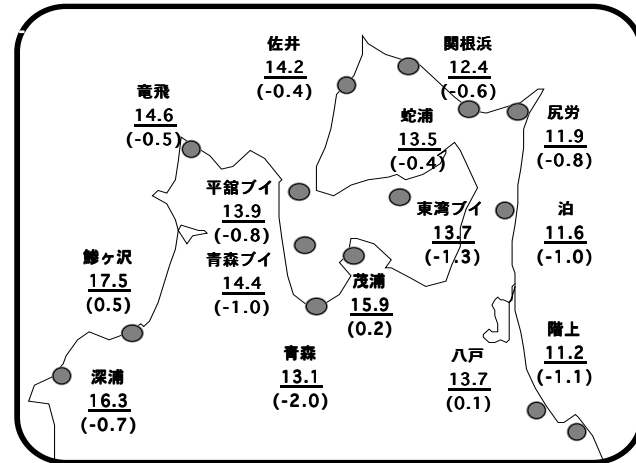 佐井
14.2
(-0.4)
関根浜
12.4
(-0.6)
竜飛
14.6
(-0.5)
蛇浦
13.5
(-0.4)
尻労
11.9
(-0.8)
平舘ブイ
13.9
(-0.8)
東湾ブイ
13.7
(-1.3)
泊
11.6
(-1.0)
鰺ヶ沢
17.5
(0.5)
青森ブイ
14.4
(-1.0)
茂浦
15.9
(0.2)
青森
13.1
(-2.0)
八戸
13.7
(0.1)
階上
11.2
(-1.1)
深浦
16.3
(-0.7)